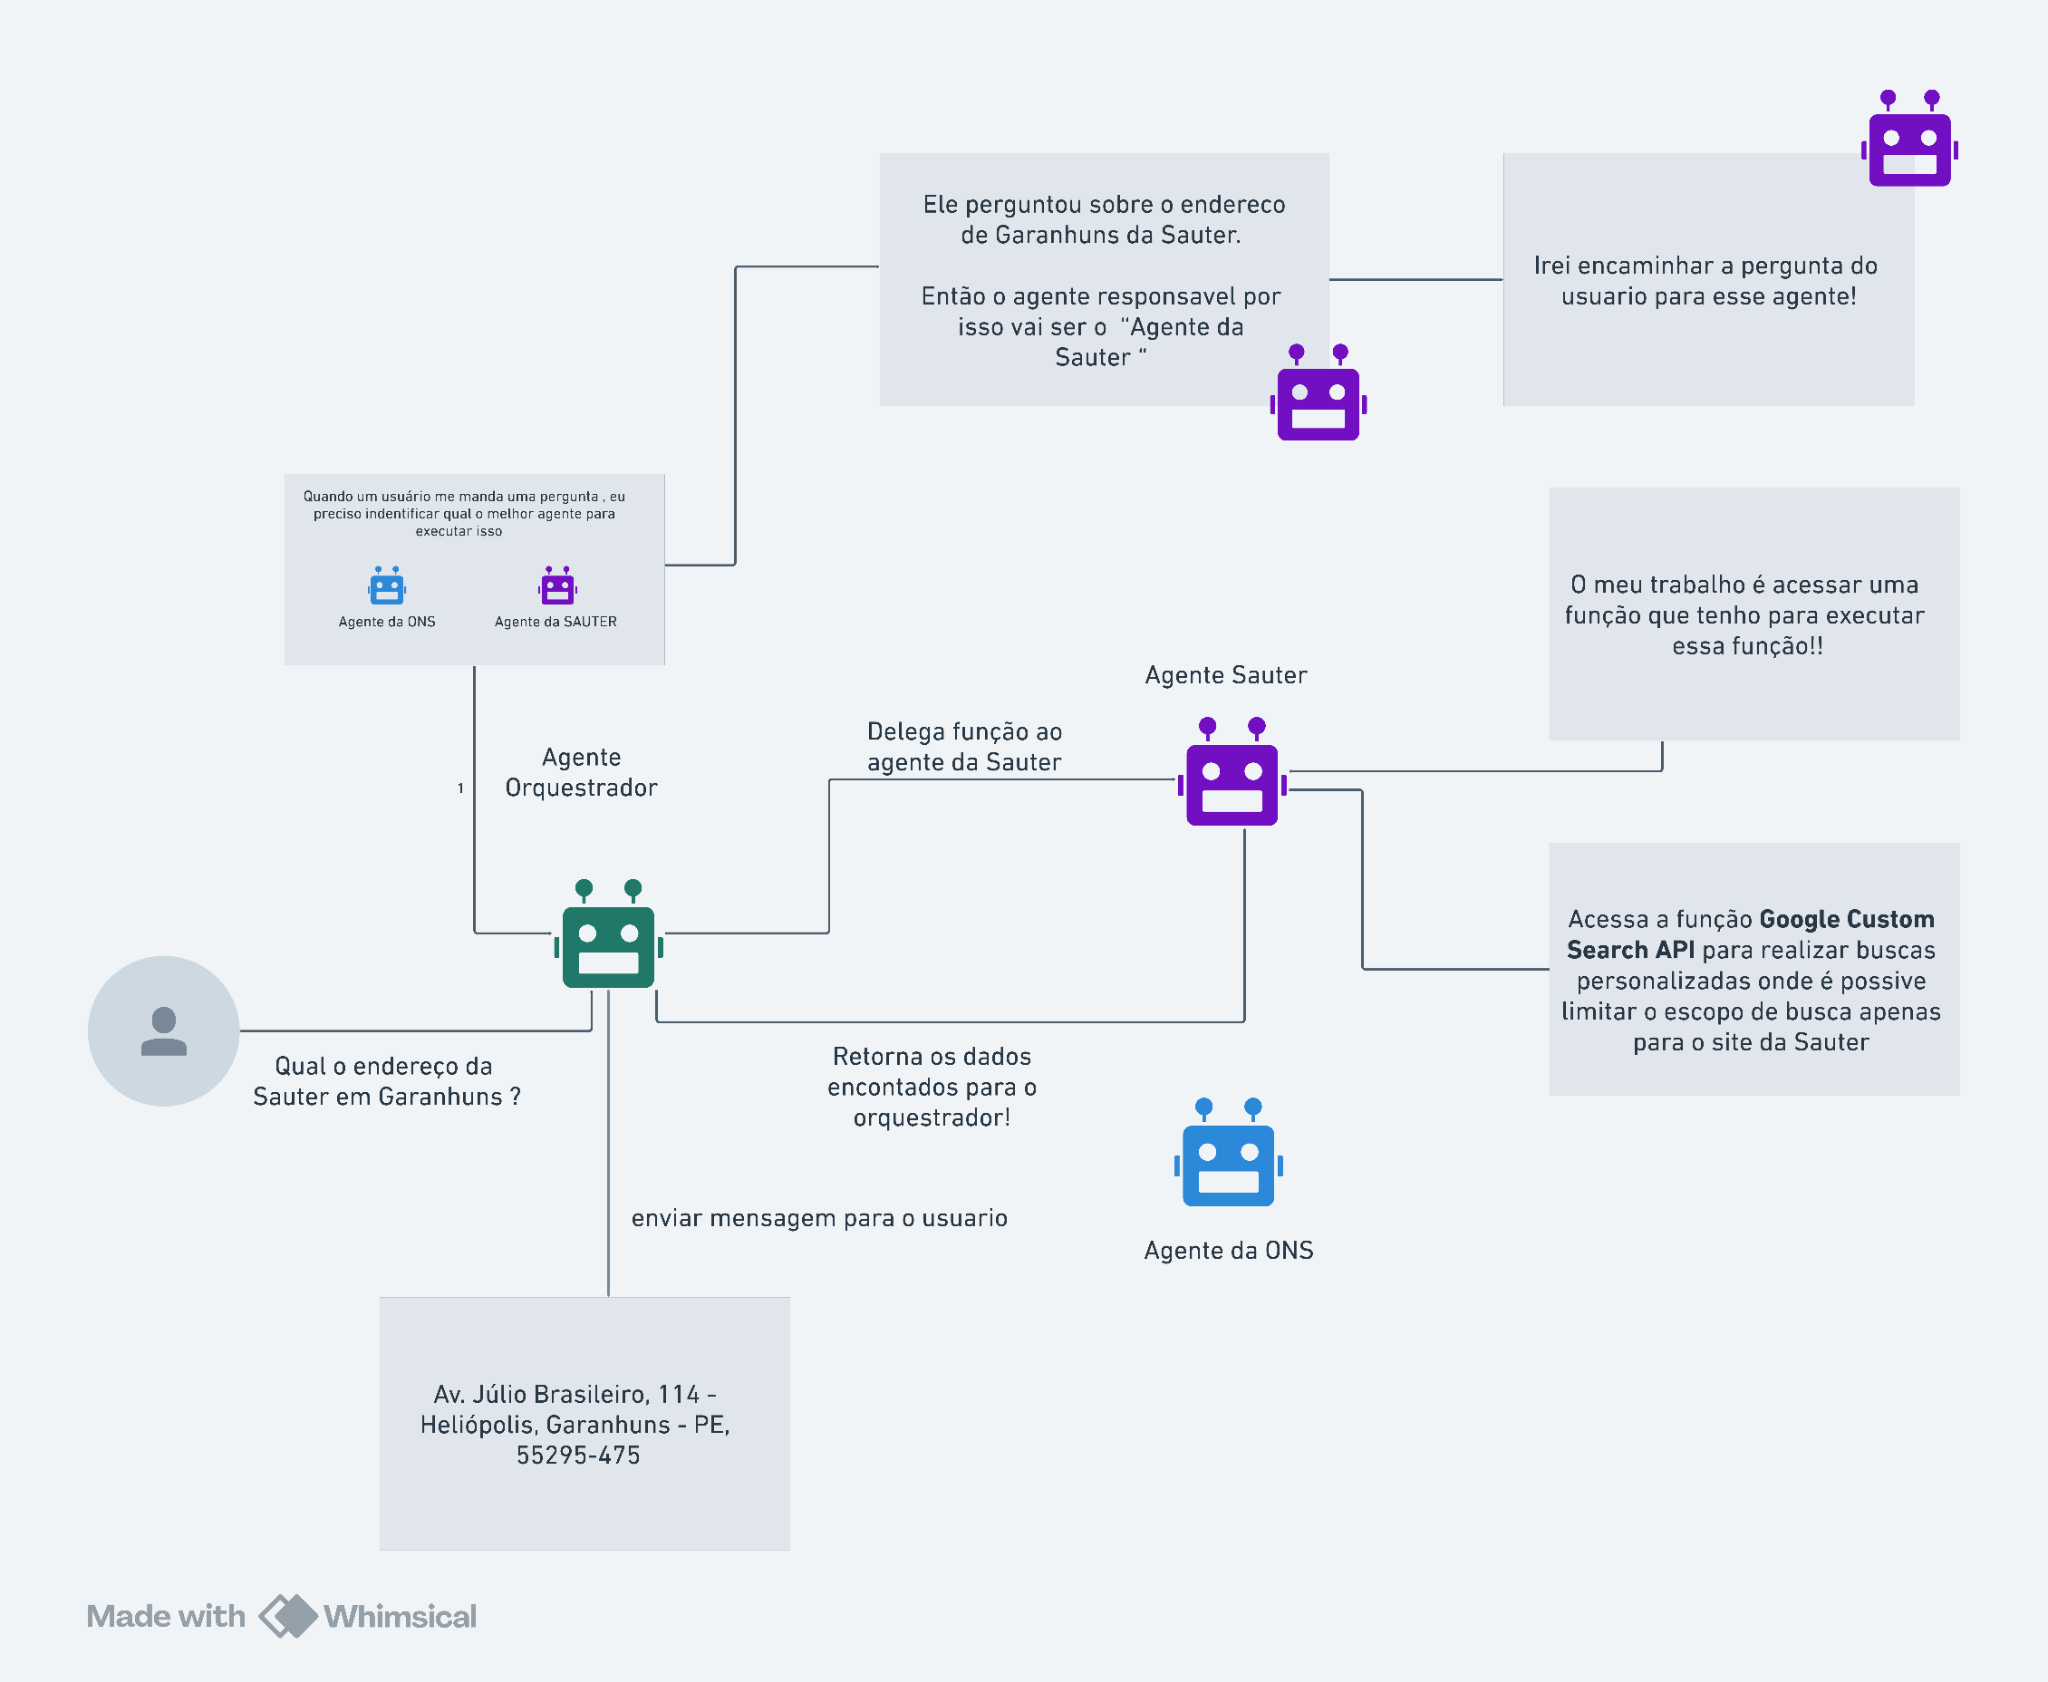 Ele perguntou sobre o endereco
de Garanhuns da Sauter.
Então o agente responsavel por
isso vai ser o “Agente da
Sauter “
Irei encaminhar a pergunta do
usuario para esse agente!
Quando um usuário me manda uma pergunta , eu
preciso indentificar qual o melhor agente para
executar isso
Agente da ONS
Agente da SAUTER
O meu trabalho é acessar uma
função que tenho para executar
essa função!!
Agente Sauter
Delega função ao
agente da Sauter
Agente
Orquestrador
1
Acessa a função Google Custom
Search API para realizar buscas
personalizadas onde é possive
limitar o escopo de busca apenas
para o site da Sauter
Qual o endereço da
Sauter em Garanhuns ?
Retorna os dados
encontados para o
orquestrador!
enviar mensagem para o usuario
Agente da ONS
Av. Júlio Brasileiro, 114 -
Heliópolis, Garanhuns - PE,
55295-475
Made with Whimsical